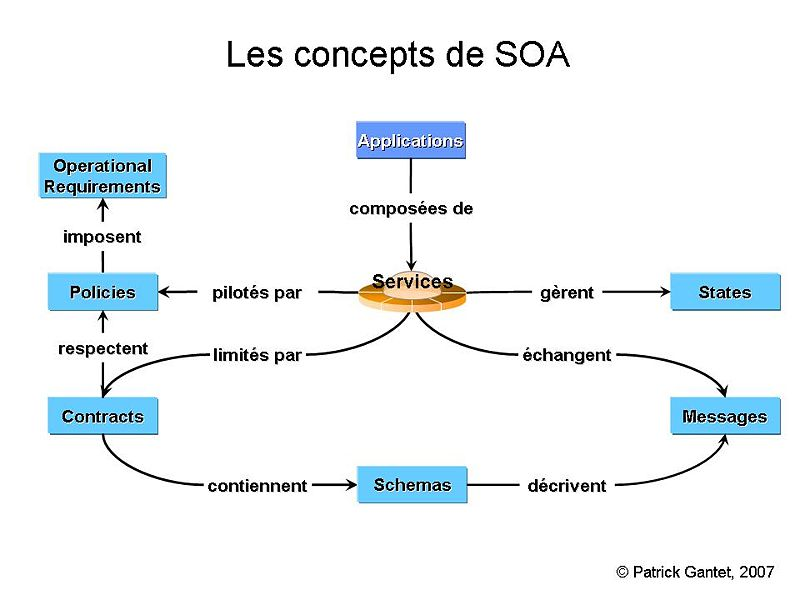 Les concepts de SOA
Applications
Operational
Requirements
composées de
imposent
Services
Policies
pilotés par
gèrent
States
respectent
limités par
échangent
Contracts
Messages
contiennent
Schemas
décrivent
© Patrick Gantet, 2007